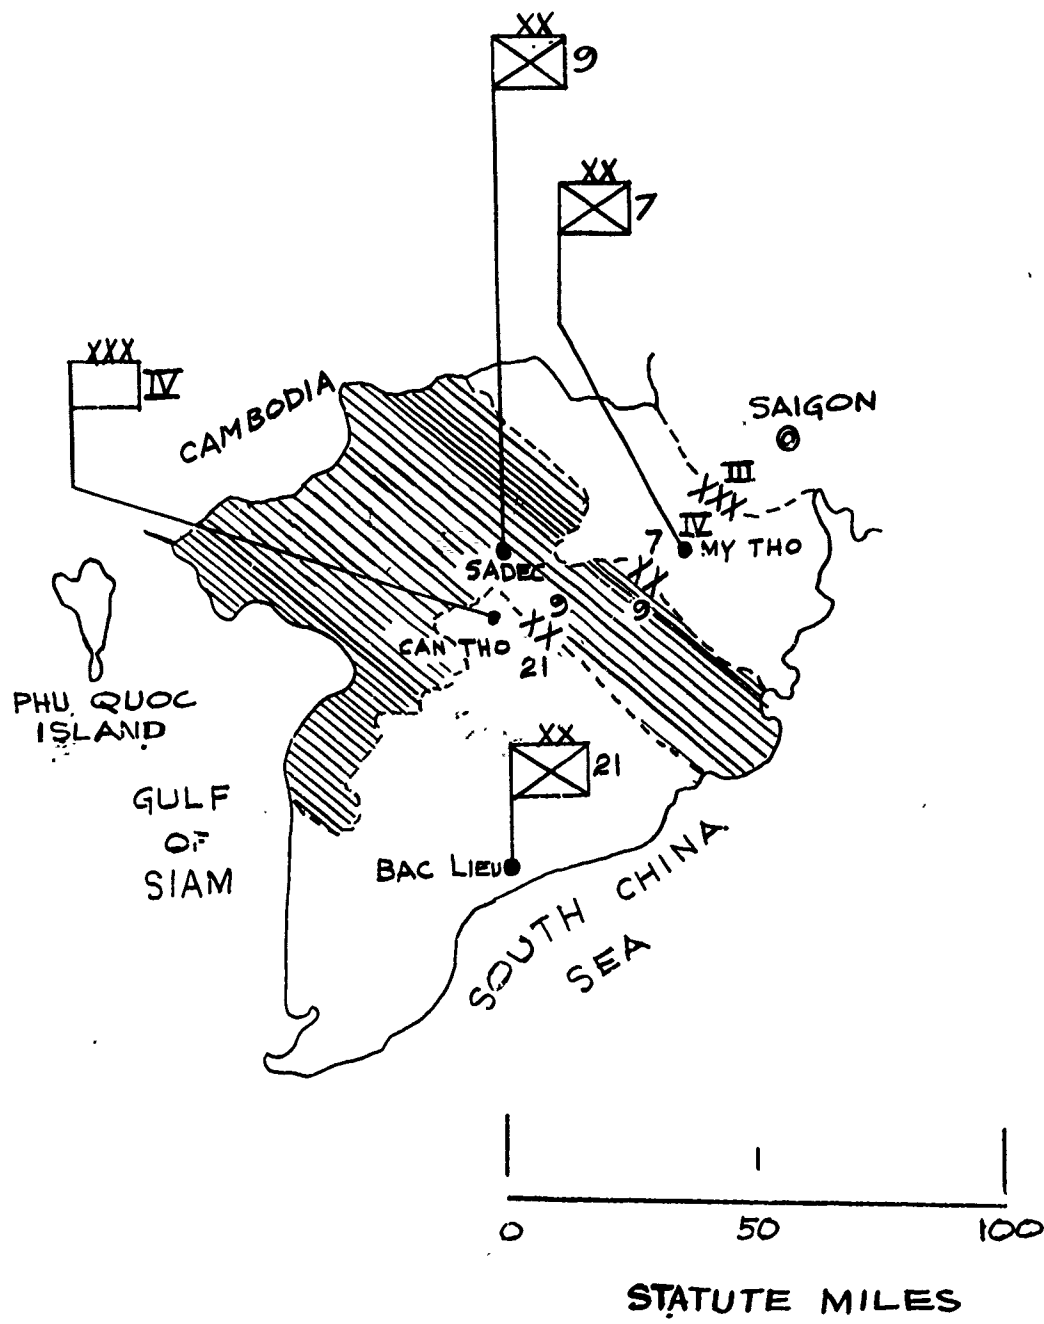 XX
9
XX
7
XXX
IV
CAMBODIA
SAIGON
III
XXX
IV
7
MY THO
XX
SADEC
9
9
XX
CAN THO
21
PHU QUOC
ISLAND
XX
21
GULF
OF
SIAM
BAC LIEU
SOUTH CHINA
SEA
0 50 100
STATUTE MILES